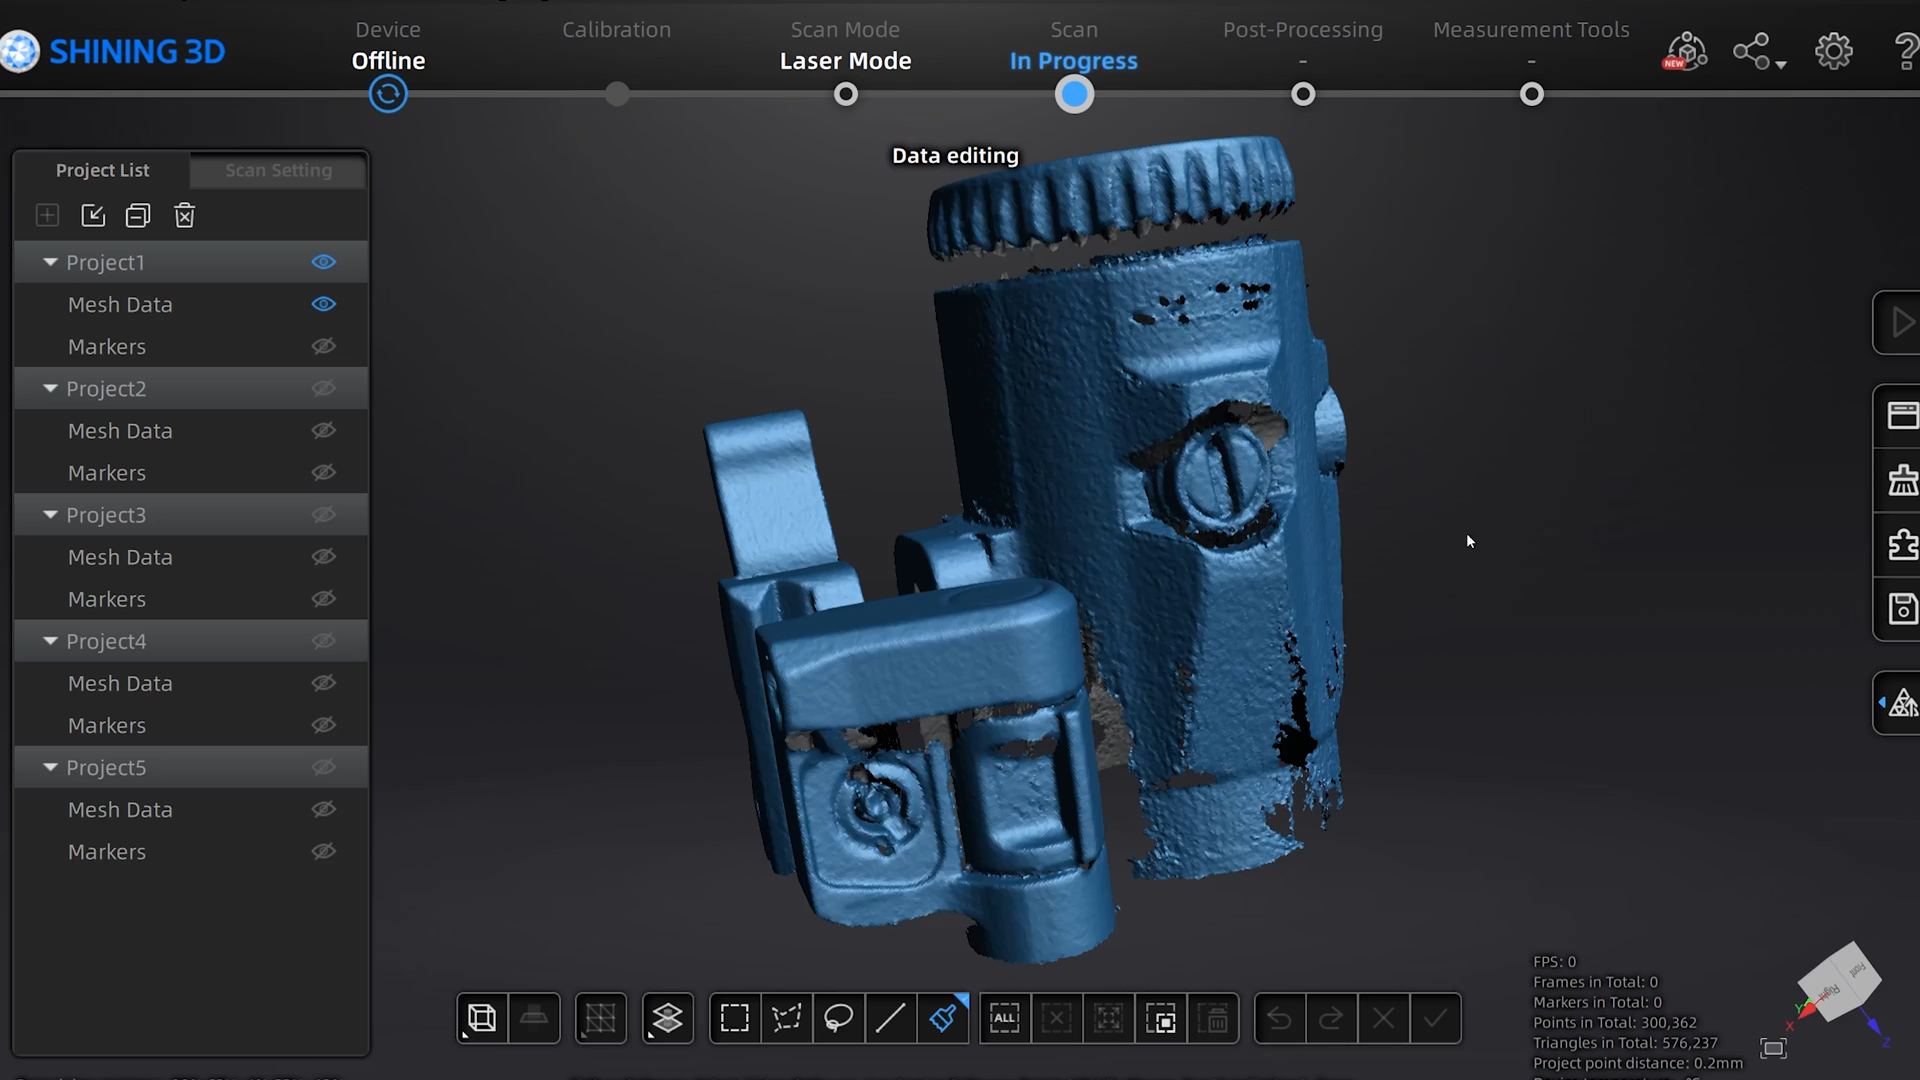 SHINING 3D
Device
Offline
Calibration
Scan Mode
Laser Mode
Scan
In Progress
Post-Processing
-
Measurement Tools
-
NEW
Data editing
Project List
Scan Setting
Project1
Mesh Data
Markers
Project2
Mesh Data
Markers
Project3
Mesh Data
Markers
Project4
Mesh Data
Markers
Project5
Mesh Data
Markers
ALL
FPS: 0
Frames in Total: 0
Markers in Total: 0
Points in Total: 300,362
Triangles in Total: 576,237
Project point distance: 0.2mm
Front
Right
X
Y
Z